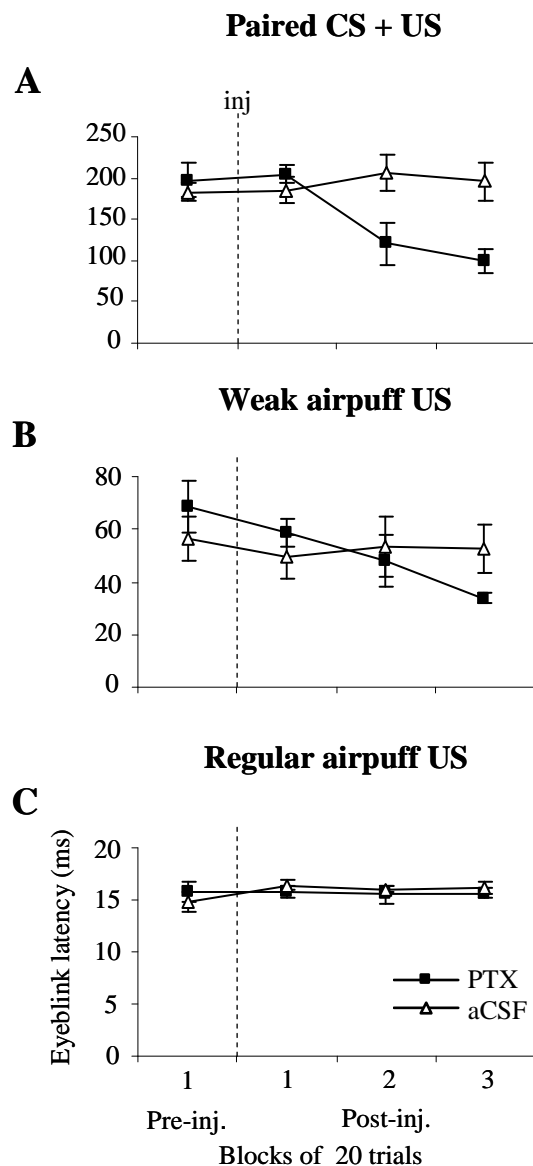 Paired CS + US
A
inj
250
200
150
100
50
0
Weak airpuff US
B
80
60
40
20
0
Regular airpuff US
C
Eyeblink latency (ms)
20
15
10
5
0
PTX
aCSF
1 1 2 3
Pre-inj. Post-inj.
Blocks of 20 trials